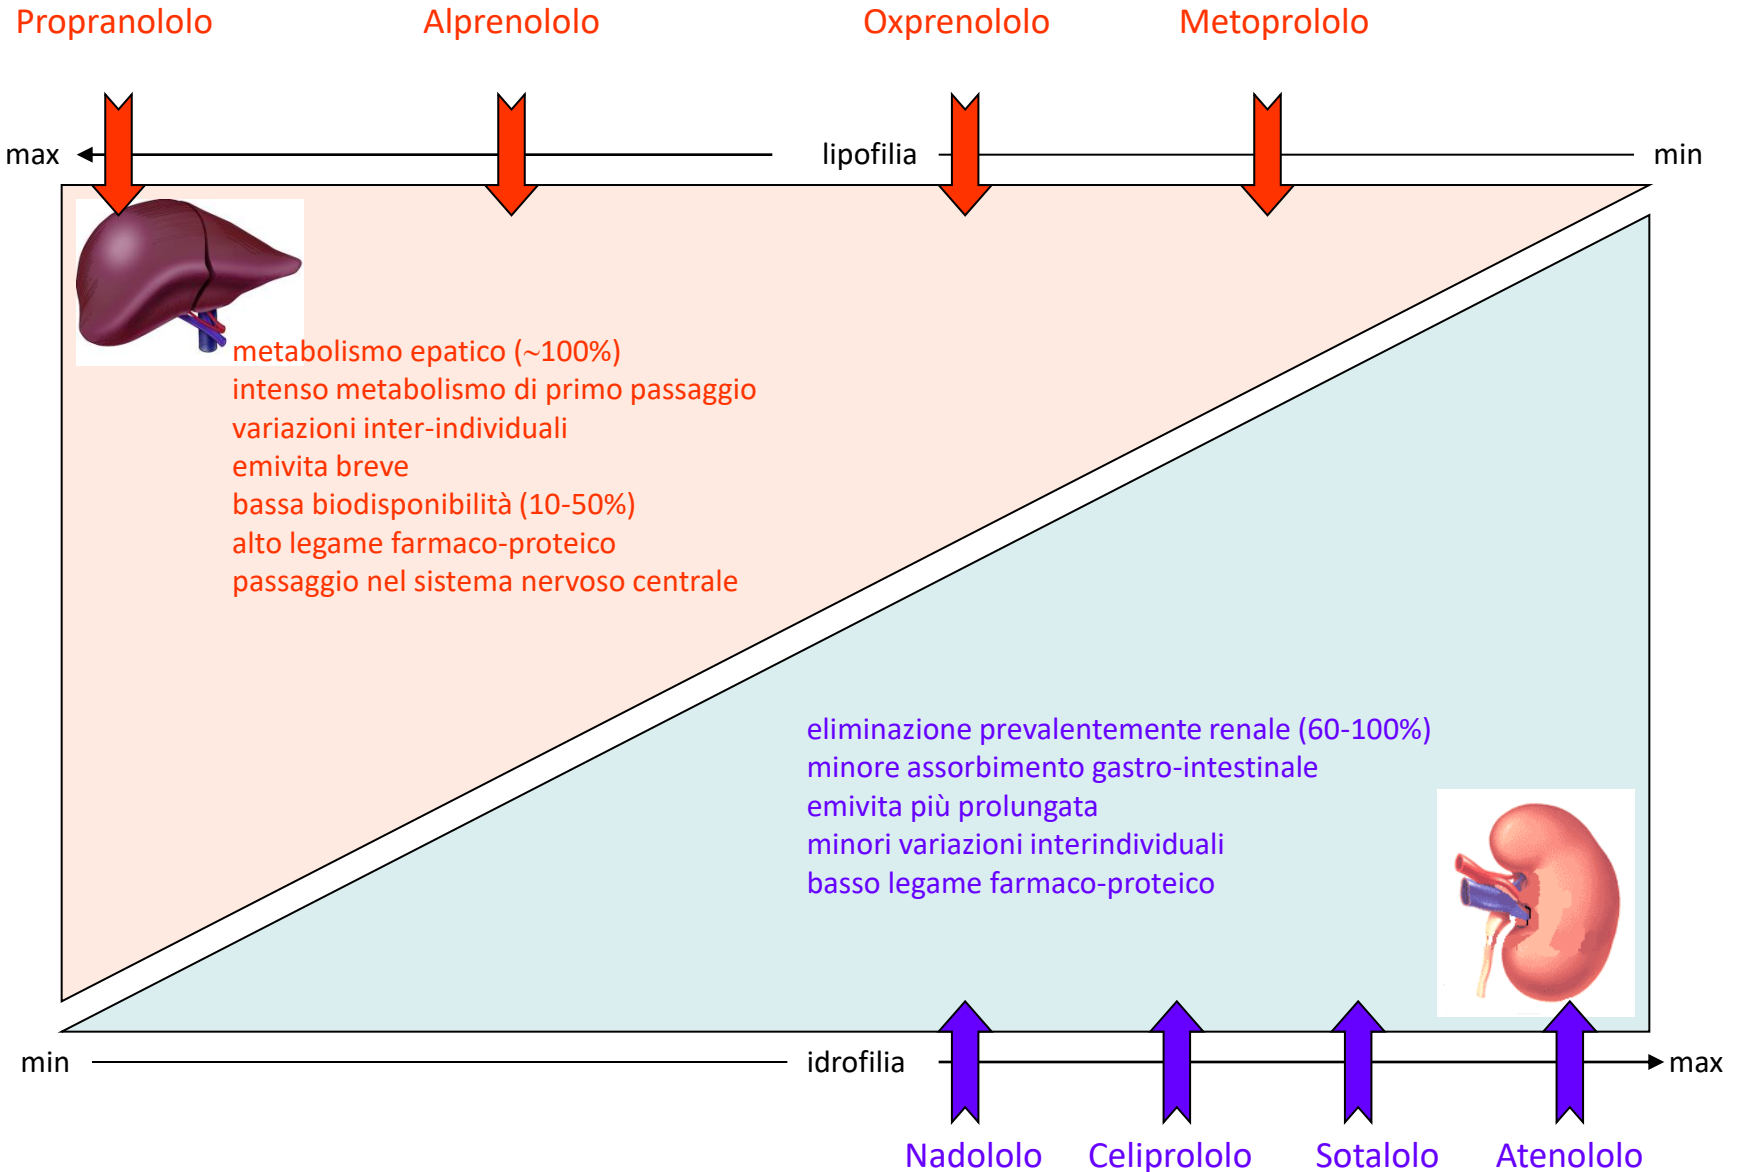 Propranololo Alprenololo Oxprenololo Metoprololo
max lipofilia min
metabolismo epatico (~100%)
intenso metabolismo di primo passaggio
variazioni inter-individuali
emivita breve
bassa biodisponibilità (10-50%)
alto legame farmaco-proteico
passaggio nel sistema nervoso centrale
eliminazione prevalentemente renale (60-100%)
minore assorbimento gastro-intestinale
emivita più prolungata
minori variazioni interindividuali
basso legame farmaco-proteico
min idrofilia max
Nadololo Celiprololo Sotalolo Atenololo